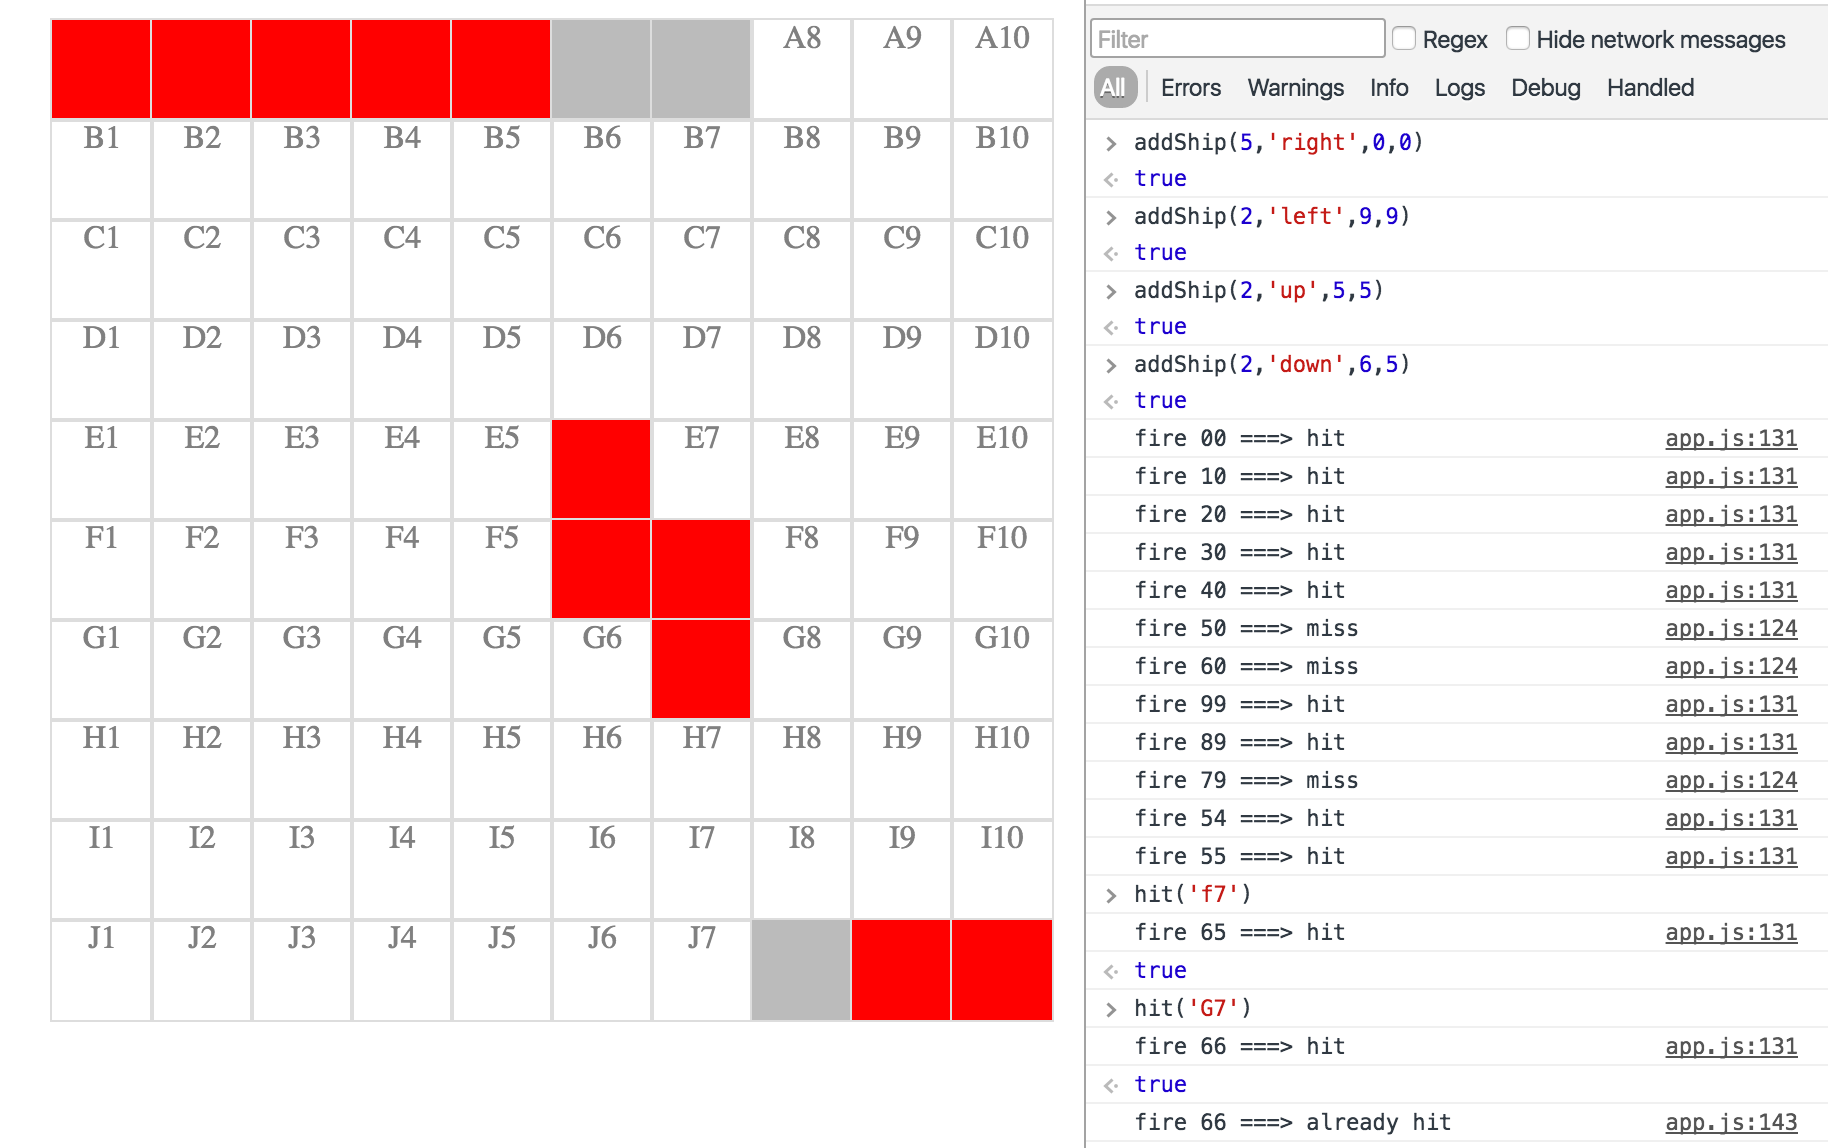 A8 A9 A10
B1 B2 B3 B4 B5 B6 B7 B8 B9 B10
C1 C2 C3 C4 C5 C6 C7 C8 C9 C10
D1 D2 D3 D4 D5 D6 D7 D8 D9 D10
E1 E2 E3 E4 E5 E7 E8 E9 E10
F1 F2 F3 F4 F5 F8 F9 F10
G1 G2 G3 G4 G5 G6 G8 G9 G10
H1 H2 H3 H4 H5 H6 H7 H8 H9 H10
I1 I2 I3 I4 I5 I6 I7 I8 I9 I10
J1 J2 J3 J4 J5 J6 J7
Filter Regex Hide network messages
All Errors Warnings Info Logs Debug Handled
> addShip(5,'right',0,0)
true
> addShip(2,'left',9,9)
true
> addShip(2,'up',5,5)
true
> addShip(2,'down',6,5)
true
fire 00 ===> hit app.js:131
fire 10 ===> hit app.js:131
fire 20 ===> hit app.js:131
fire 30 ===> hit app.js:131
fire 40 ===> hit app.js:131
fire 50 ===> miss app.js:124
fire 60 ===> miss app.js:124
fire 99 ===> hit app.js:131
fire 89 ===> hit app.js:131
fire 79 ===> miss app.js:124
fire 54 ===> hit app.js:131
fire 55 ===> hit app.js:131
> hit('f7')
fire 65 ===> hit app.js:131
true
> hit('G7')
fire 66 ===> hit app.js:131
true
fire 66 ===> already hit app.js:143